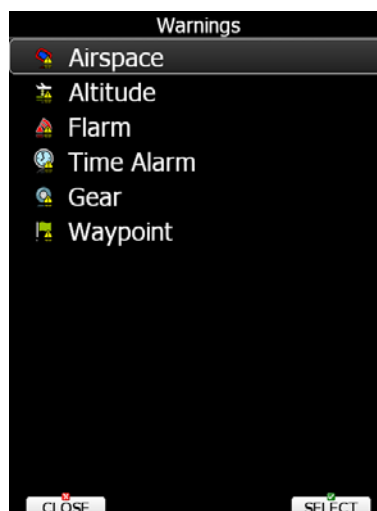 Warnings
Airspace
Altitude
Flarm
Time Alarm
Gear
Waypoint
CLOSE
SELECT